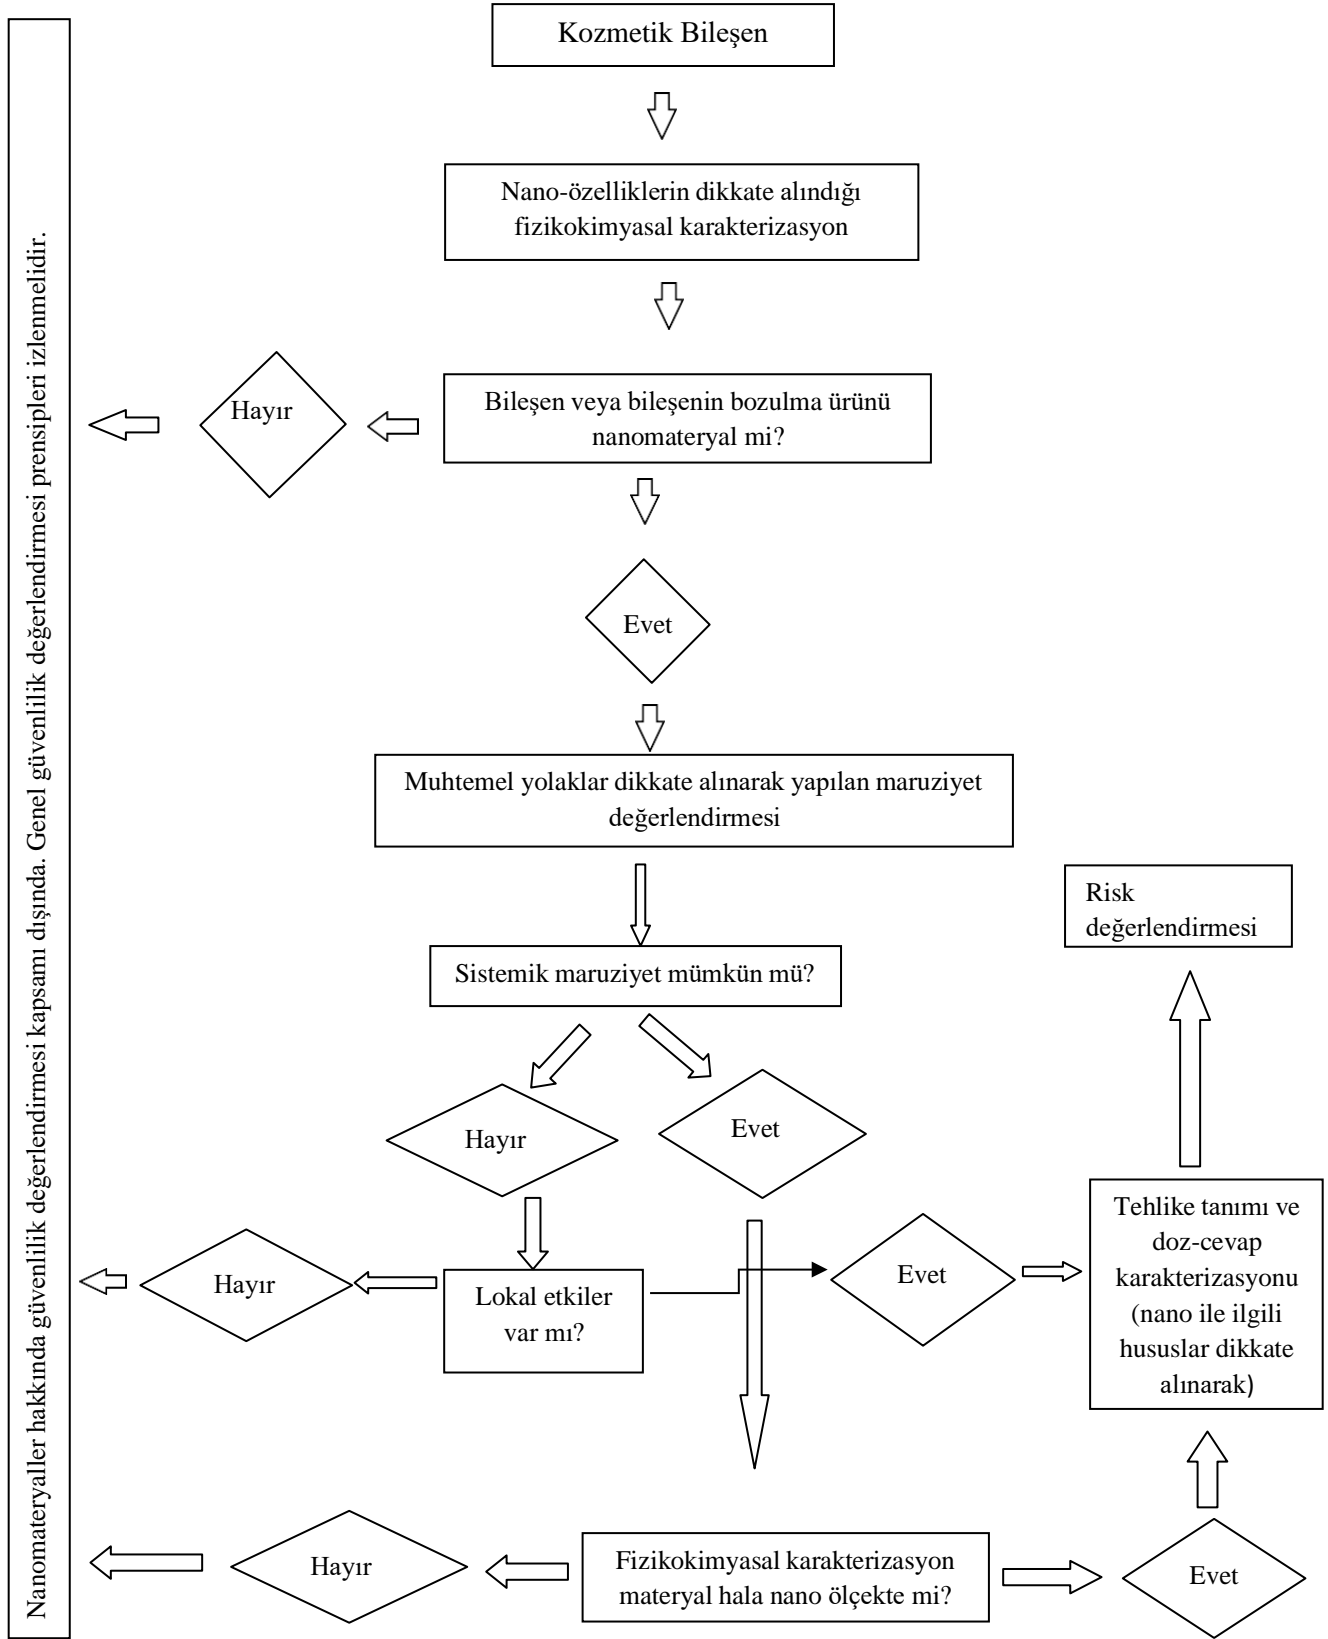 Kozmetik Bileşen
Nano-özelliklerin dikkate alındığı
fizikokimyasal karakterizasyon
Bileşen veya bileşenin bozulma ürünü
nanomateryal mi?
Hayır
Evet
Muhtemel yolaklar dikkate alınarak yapılan maruziyet
değerlendirmesi
Sistemik maruziyet mümkün mü?
Hayır
Evet
Lokal etkiler
var mı?
Hayır
Evet
Fizikokimyasal karakterizasyon
materyal hala nano ölçekte mi?
Hayır
Evet
Tehlike tanımı ve
doz-cevap
karakterizasyonu
(nano ile ilgili
hususlar dikkate
alınarak)
Risk
değerlendirmesi
Nanomateryaller hakkında güvenlilik değerlendirmesi kapsamı dışında. Genel güvenlilik değerlendirmesi prensipleri izlenmelidir.